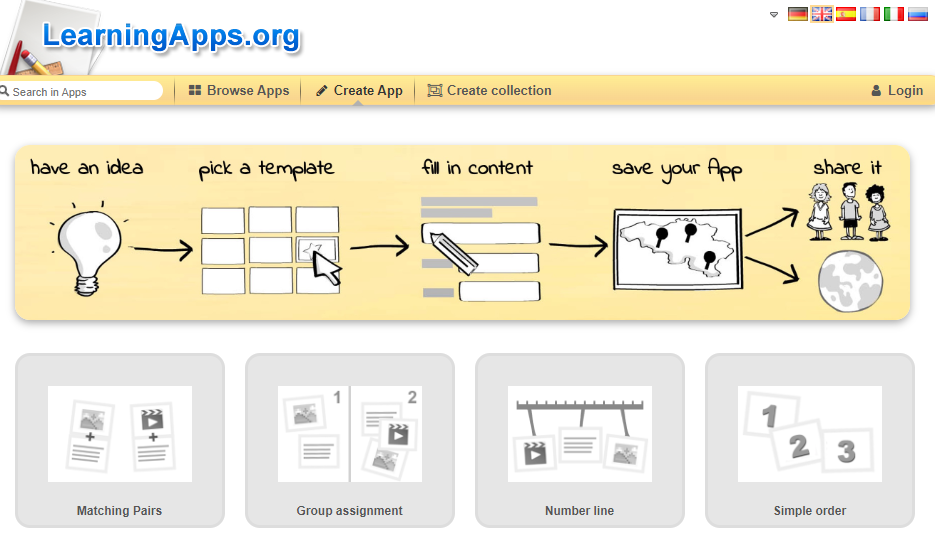 LearningApps.org
Search in Apps
Browse Apps
Create App
Create collection
Login
have an idea
pick a template
fill in content
save your App
share it
1
2
1
2
3
Matching Pairs
Group assignment
Number line
Simple order